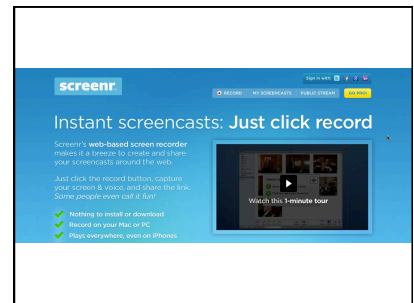 Sign in with:
screenr
RECORD MY SCREENCASTS PUBLIC STREAM GO PRO!
Instant screencasts: Just click record
Screenr's web-based screen recorder
makes it a breeze to create and share
your screencasts around the web.
Just click the record button, capture
your screen & voice, and share the link.
Some people even call it fun!
Nothing to install or download
Record on your Mac or PC
Plays everywhere, even on iPhones
Watch this 1-minute tour